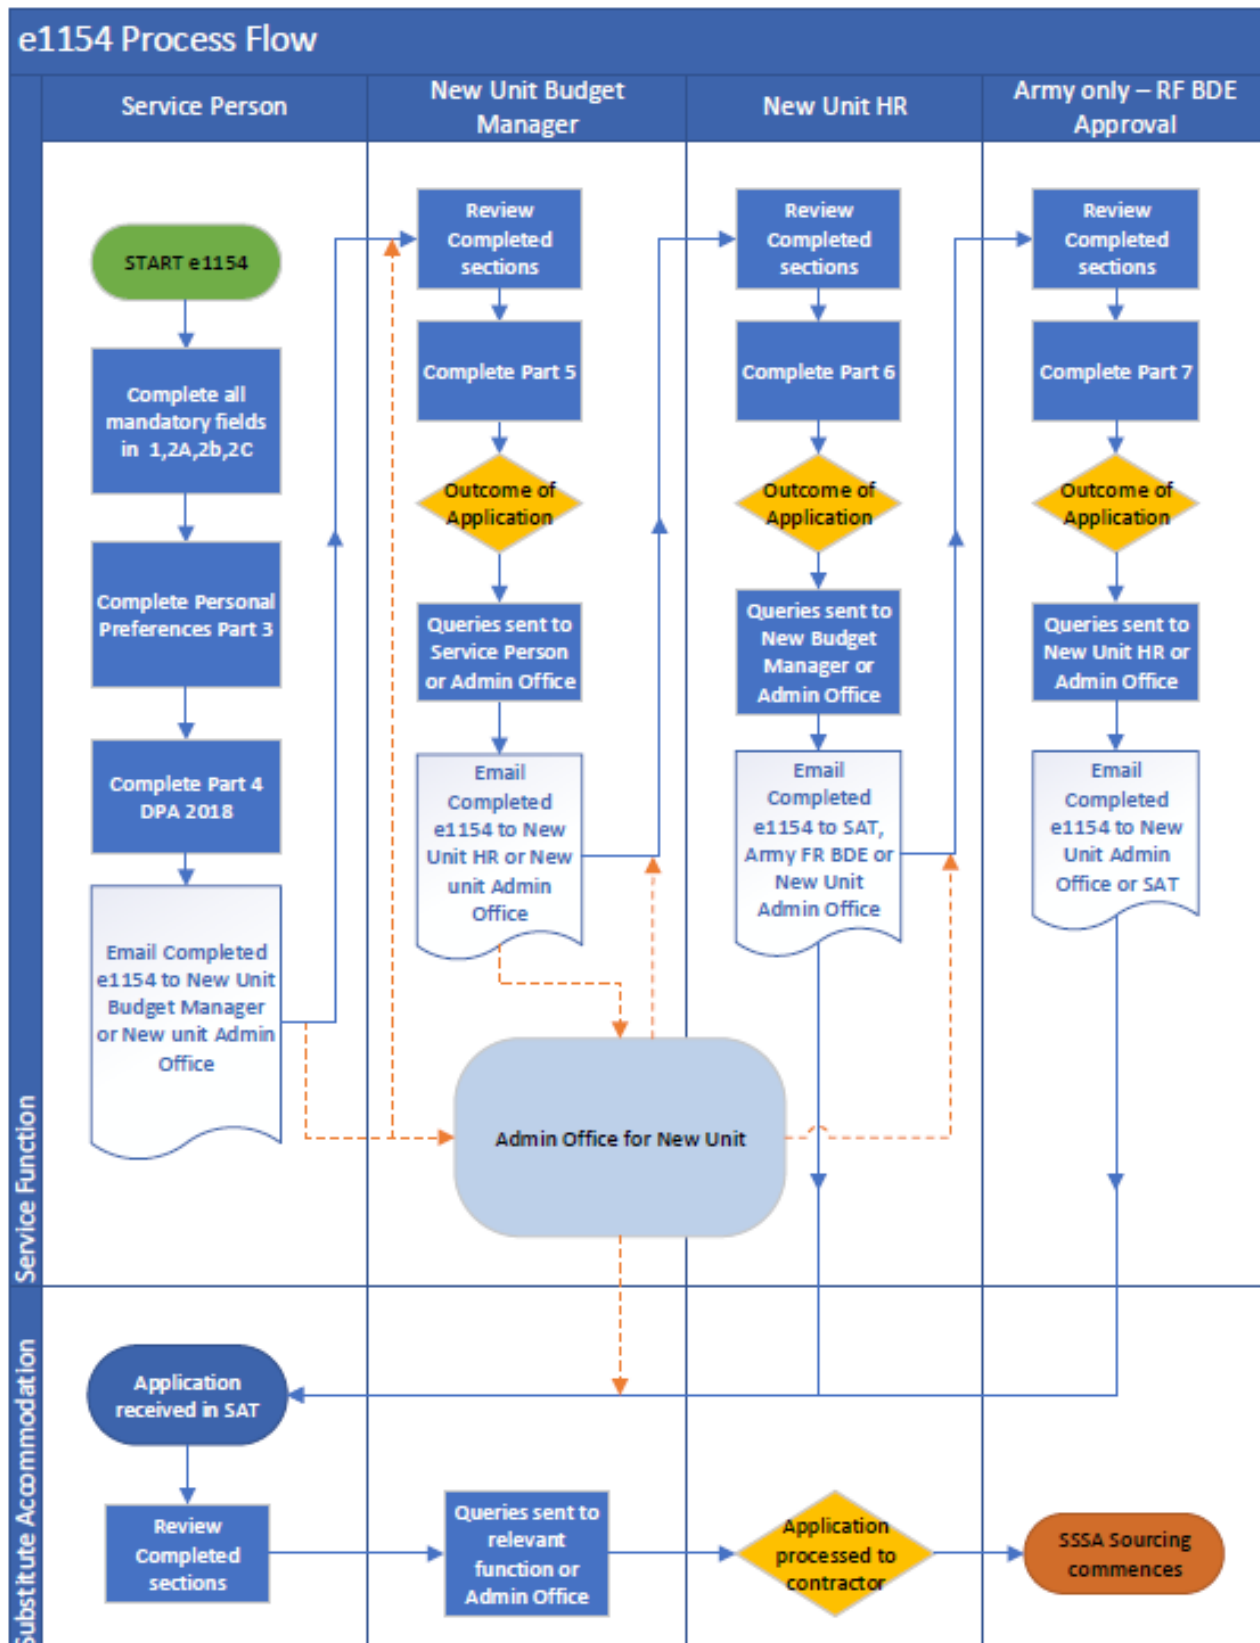 e1154 Process Flow
Service Person
New Unit Budget
Manager
New Unit HR
Army only – RF BDE
Approval
Service Function
START e1154
Complete all
mandatory fields
in 1,2A,2b,2C
Complete Personal
Preferences Part 3
Complete Part 4
DPA 2018
Email Completed
e1154 to New Unit
Budget Manager
or New unit Admin
Office
Review
Completed
sections
Complete Part 5
Outcome of
Application
Queries sent to
Service Person
or Admin Office
Email
Completed
e1154 to New
Unit HR or New
unit Admin
Office
Review
Completed
sections
Complete Part 6
Outcome of
Application
Queries sent to
New Budget
Manager or
Admin Office
Email
Completed
e1154 to SAT,
Army FR BDE or
New Unit
Admin Office
Review
Completed
sections
Complete Part 7
Outcome of
Application
Queries sent to
New Unit HR or
Admin Office
Email
Completed
e1154 to New
Unit Admin
Office or SAT
Admin Office for New Unit
Substitute Accommodation
Application
received in SAT
Review
Completed
sections
Queries sent to
relevant
function or
Admin Office
Application
processed to
contractor
SSSA Sourcing
commences